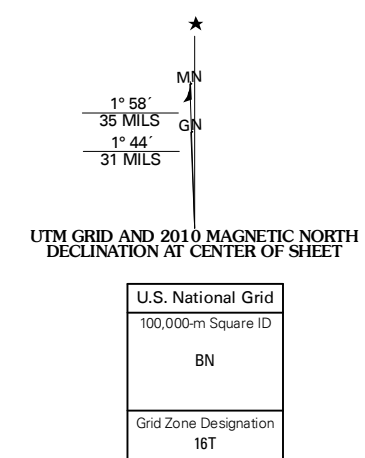 ★
MN
1° 58´
35 MILS
GN
1° 44´
31 MILS
UTM GRID AND 2010 MAGNETIC NORTH
DECLINATION AT CENTER OF SHEET
U.S. National Grid
100,000-m Square ID
BN
Grid Zone Designation
16T